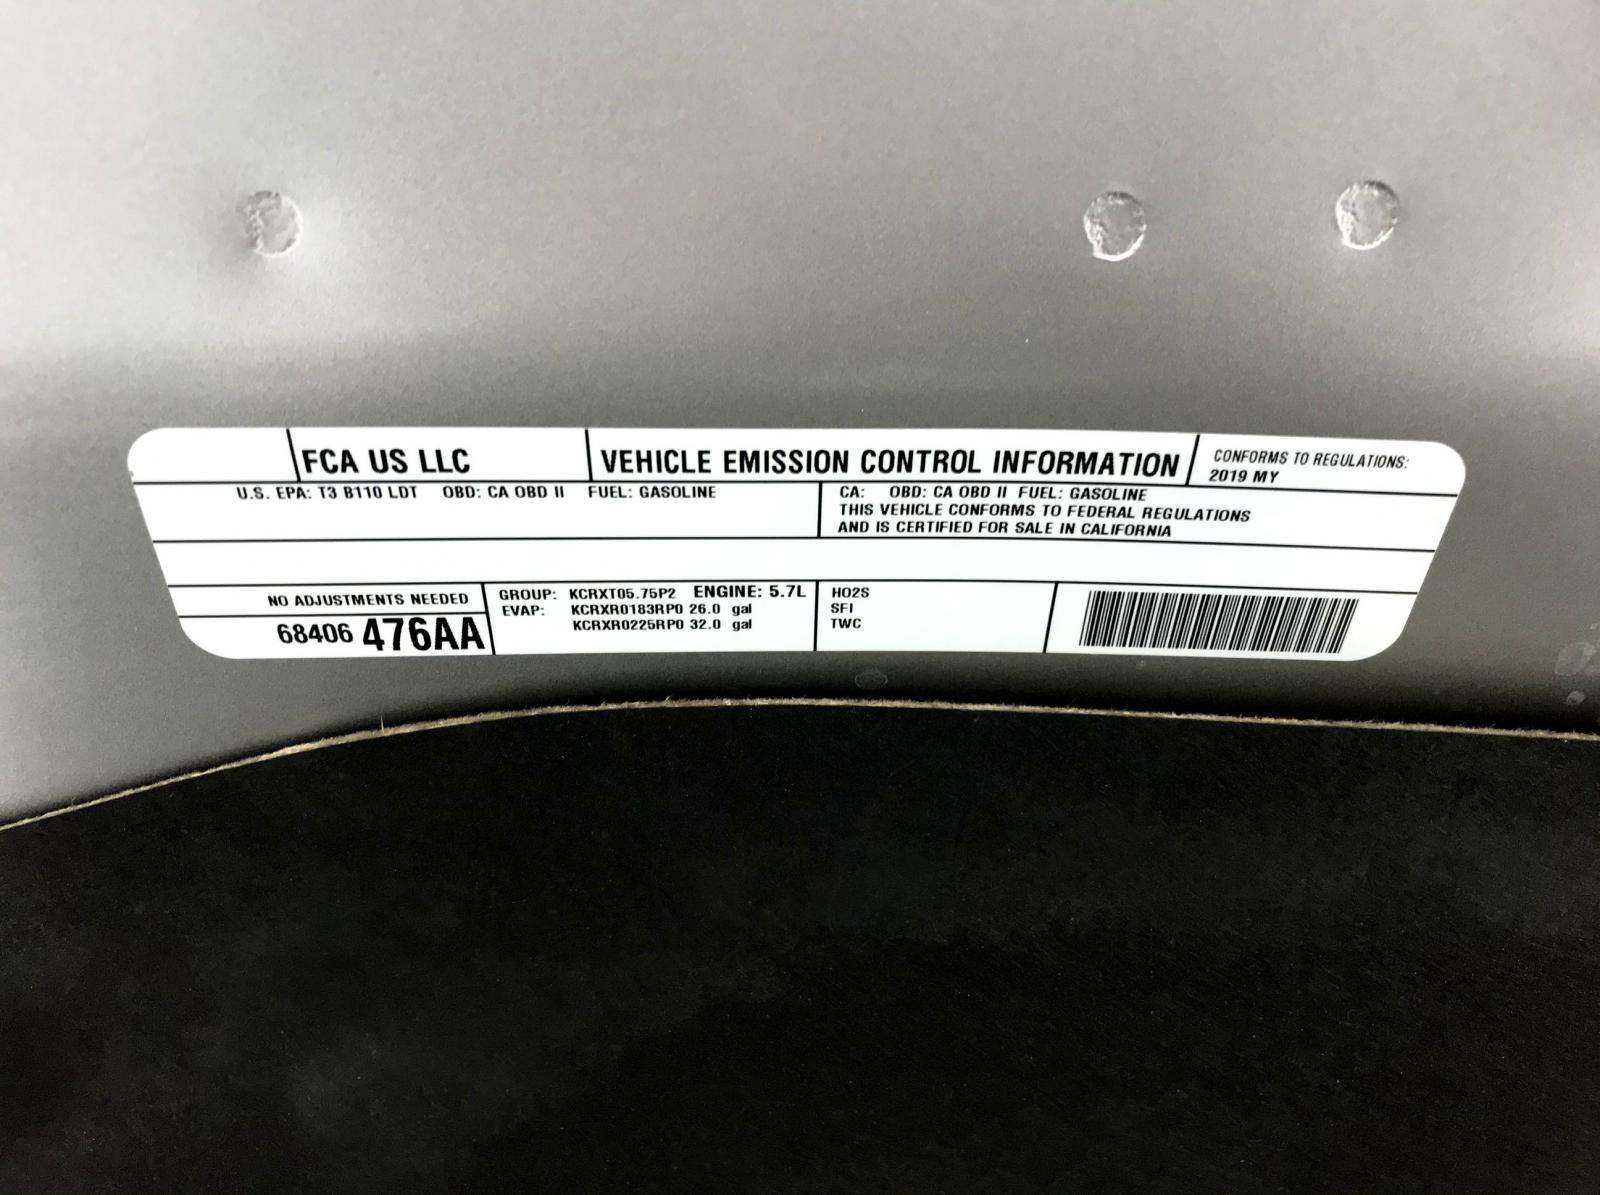 FCA US LLC
VEHICLE EMISSION CONTROL INFORMATION
CONFORMS TO REGULATIONS:
2019 MY
U.S. EPA: T3 B110 LDT OBD: CA OBD II FUEL: GASOLINE
CA: OBD: CA OBD II FUEL: GASOLINE
THIS VEHICLE CONFORMS TO FEDERAL REGULATIONS
AND IS CERTIFIED FOR SALE IN CALIFORNIA
NO ADJUSTMENTS NEEDED
68406 476AA
GROUP: KCRXT05.75P2 ENGINE: 5.7L
EVAP: KCRXR0183RP0 26.0 gal
KCRXR0225RP0 32.0 gal
HO2S
SFI
TWC